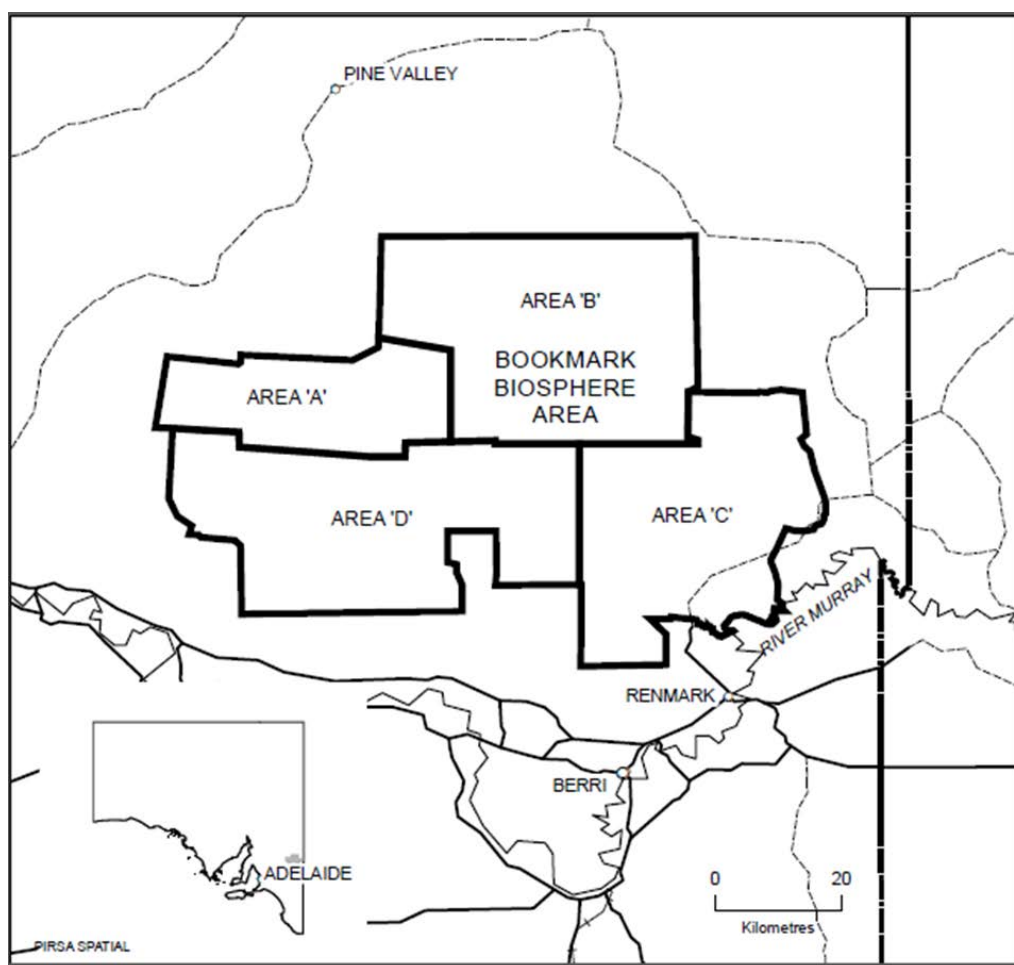 PINE VALLEY
AREA 'B'
BOOKMARK
BIOSPHERE
AREA
AREA 'A'
AREA 'D'
AREA 'C'
RIVER MURRAY
RENMARK
BERRI
ADELAIDE
0 20
Kilometres
PIRSA SPATIAL